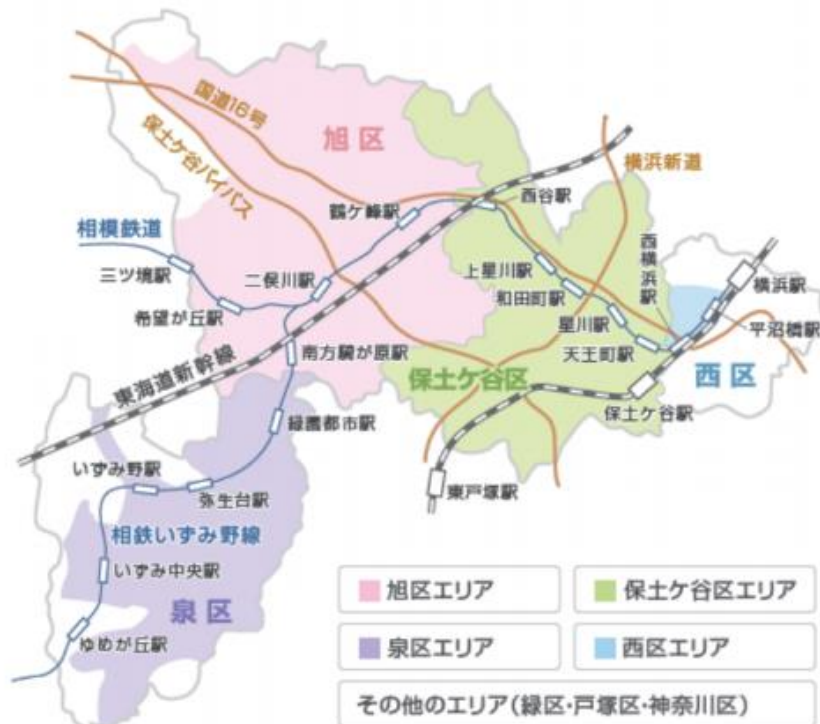 国道16号
旭区
保土ケ谷バイパス
横浜新道
鶴ケ峰駅
西谷駅
相模鉄道
三ツ境駅
二俣川駅
上星川駅
西横浜駅
横浜駅
和田町駅
希望が丘駅
星川駅
平沼橋駅
天王町駅
南万騎が原駅
東海道新幹線
保土ケ谷区
西区
保土ケ谷駅
緑園都市駅
いずみ野駅
弥生台駅
東戸塚駅
相鉄いずみ野線
いずみ中央駅
泉区
ゆめが丘駅
旭区エリア
保土ケ谷区エリア
泉区エリア
西区エリア
その他のエリア(緑区・戸塚区・神奈川区)